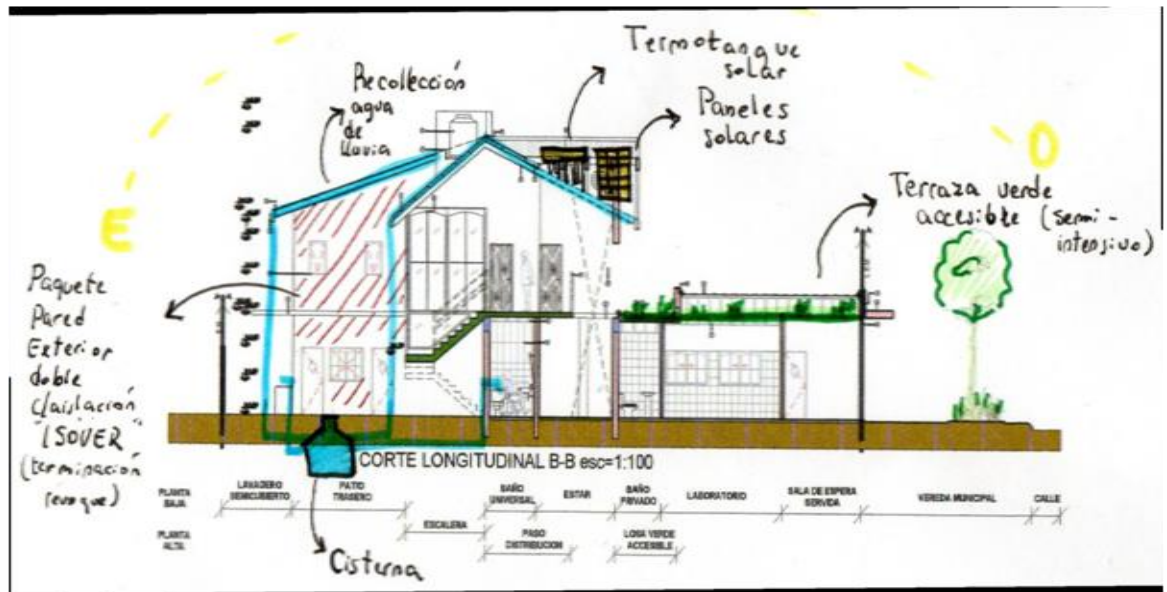 Termotanque
solar
Recolección
agua
de
lluvia
Paneles
solares
E
O
Terraza verde
accesible (semi-
intensivo)
Paquete
Pared
Exterior
doble
c/aislación
ISOVER
(terminación
revoque)
CORTE LONGITUDINAL B-B esc=1:100
PLANTA
BAJA
LAVADERO
SEMICUBIERTO
PATIO
TRASERO
BAÑO
UNIVERSAL
ESTAR
BAÑO
PRIVADO
LABORATORIO
SALA DE ESPERA
SERVIDA
VEREDA MUNICIPAL
CALLE
PLANTA
ALTA
ESCALERA
PASO
DISTRIBUCION
LOSA VERDE
ACCESIBLE
Cisterna